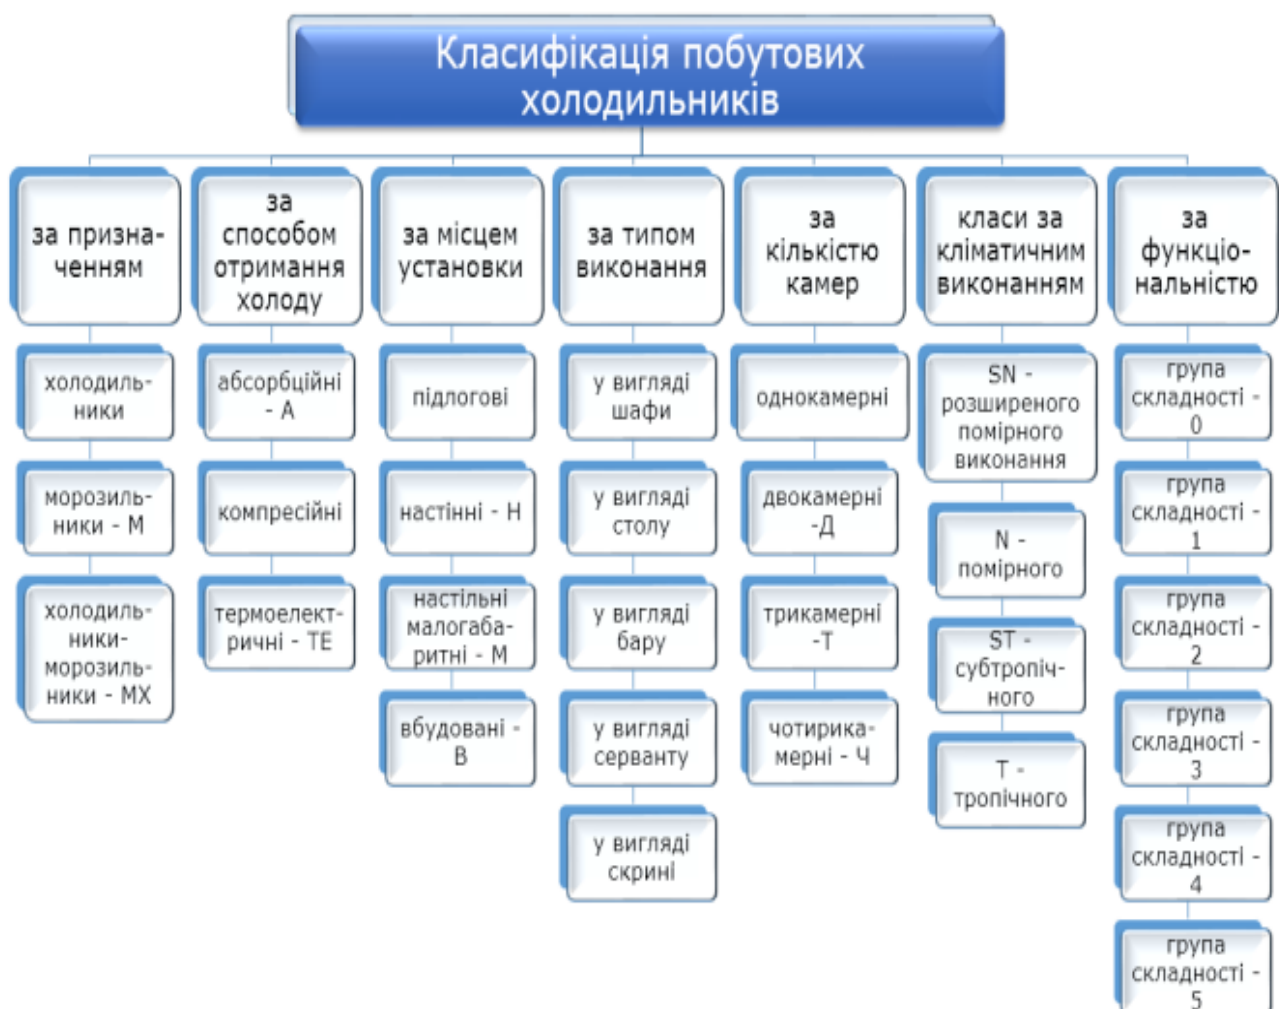 Класифікація побутових
холодильників
за призна-
ченням
холодиль-
ники
морозиль-
ники - М
холодиль-
ники-
морозиль-
ники - МХ
за
способом
отримання
холоду
абсорбційні
- А
компресійні
термоелект-
ричні - ТЕ
за місцем
установки
підлогові
настінні - Н
настільні
малогаба-
ритні - М
вбудовані -
В
за типом
виконання
у вигляді
шафи
у вигляді
столу
у вигляді
бару
у вигляді
серванту
у вигляді
скрині
за
кількістю
камер
однокамерні
двокамерні
-Д
трикамерні
-Т
чотирика-
мерні - Ч
класи за
кліматичним
виконанням
SN -
розширеного
помірного
виконання
N -
помірного
ST -
субтропіч-
ного
T -
тропічного
за
функціо-
нальністю
група
складності -
0
група
складності -
1
група
складності -
2
група
складності -
3
група
складності -
4
група
складності -
5